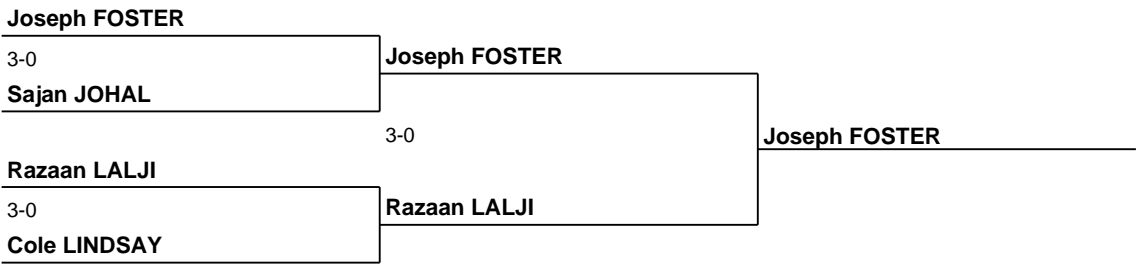 Joseph FOSTER
3-0
Joseph FOSTER
Sajan JOHAL
3-0
Joseph FOSTER
Razaan LALJI
3-0
Razaan LALJI
Cole LINDSAY